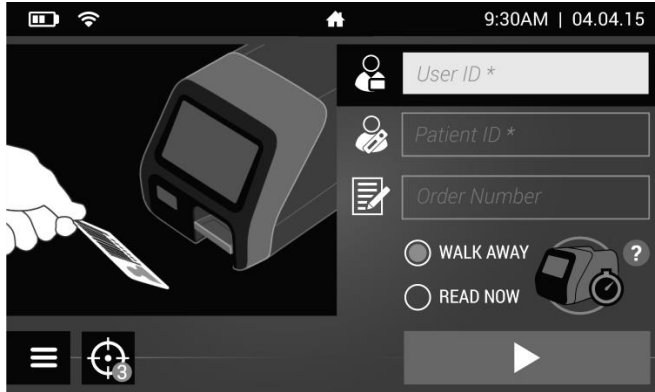 9:30AM | 04.04.15
User ID *
Patient ID *
Order Number
WALK AWAY
?
READ NOW
3